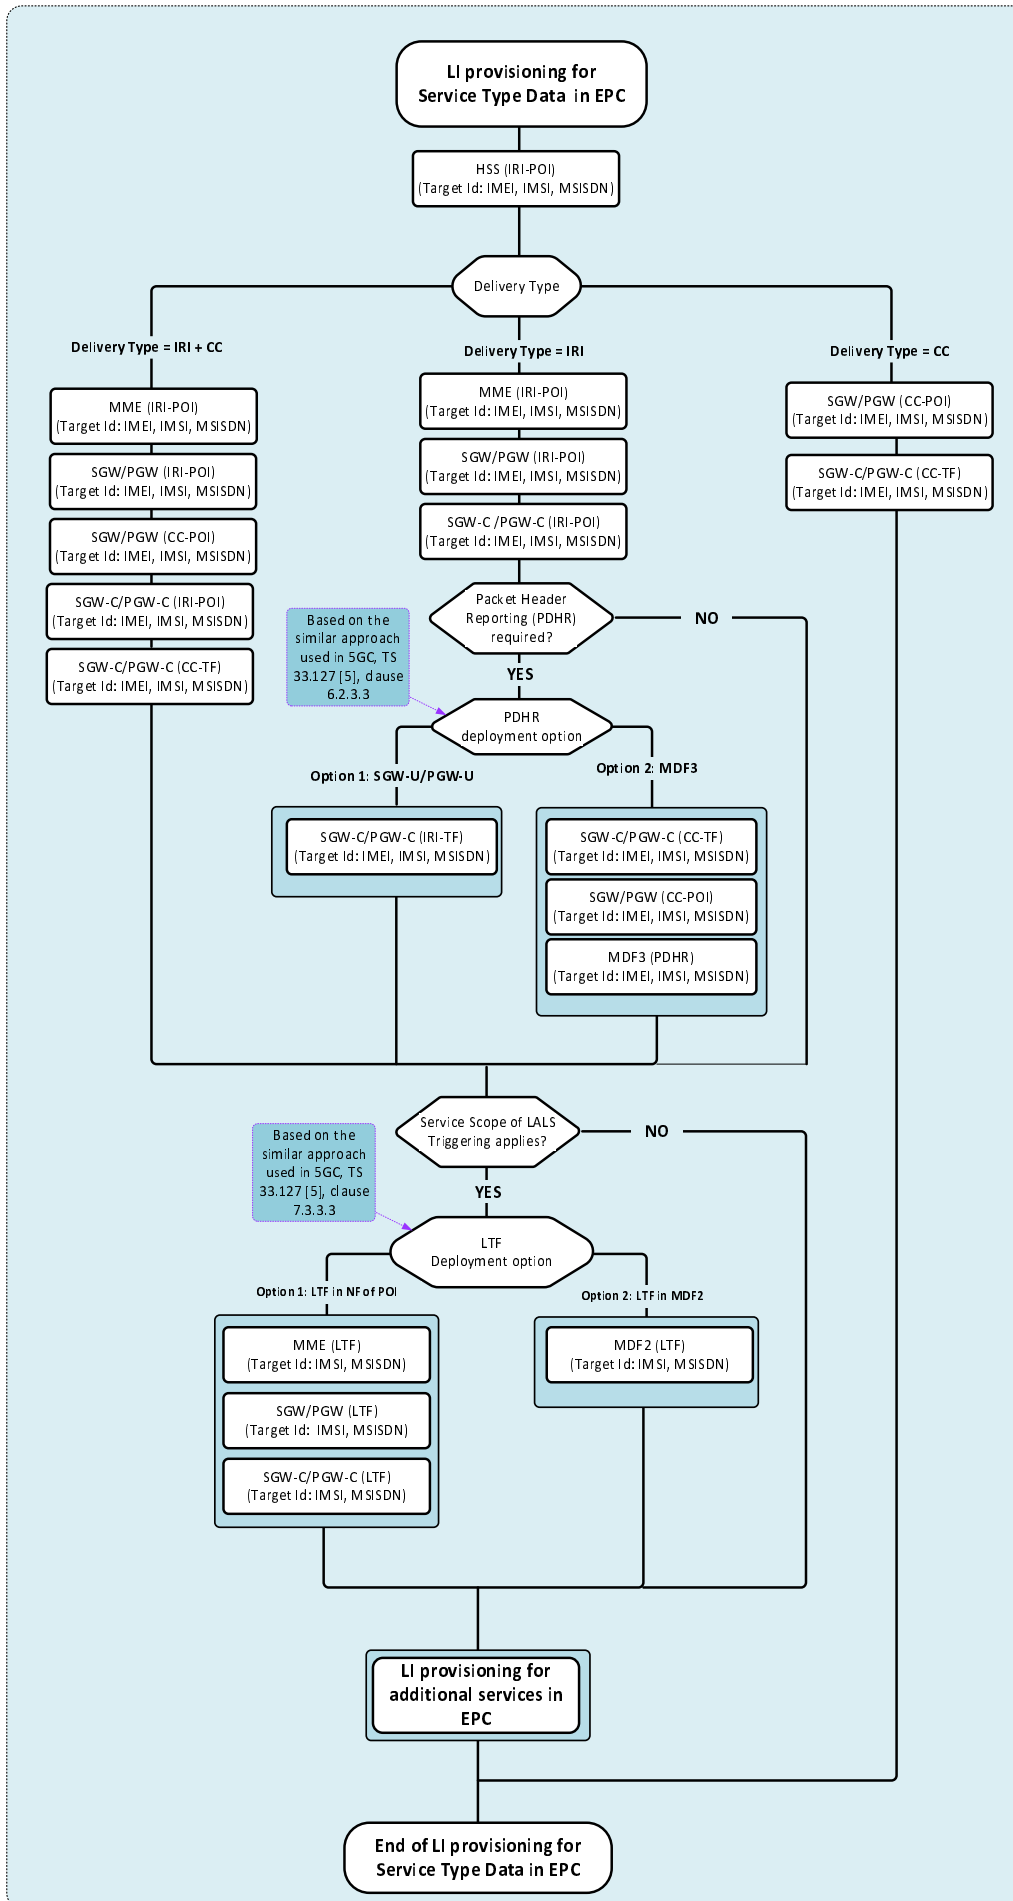 LI provisioning for
Service Type Data in EPC
HSS (IRI-POI)
(Target Id: IMEI, IMSI, MSISDN)
Delivery Type
Delivery Type = IRI + CC
MME (IRI-POI)
(Target Id: IMEI, IMSI, MSISDN)
SGW/PGW (IRI-POI)
(Target Id: IMEI, IMSI, MSISDN)
SGW/PGW (CC-POI)
(Target Id: IMEI, IMSI, MSISDN)
SGW-C/PGW-C (IRI-POI)
(Target Id: IMEI, IMSI, MSISDN)
SGW-C/PGW-C (CC-TF)
(Target Id: IMEI, IMSI, MSISDN)
Delivery Type = IRI
MME (IRI-POI)
(Target Id: IMEI, IMSI, MSISDN)
SGW/PGW (IRI-POI)
(Target Id: IMEI, IMSI, MSISDN)
SGW-C /PGW-C (IRI-POI)
(Target Id: IMEI, IMSI, MSISDN)
Delivery Type = CC
SGW/PGW (CC-POI)
(Target Id: IMEI, IMSI, MSISDN)
SGW-C/PGW-C (CC-TF)
(Target Id: IMEI, IMSI, MSISDN)
Packet Header
Reporting (PDHR)
required?
NO
YES
Based on the
similar approach
used in 5GC, TS
33.127 [5], clause
6.2.3.3
PDHR
deployment option
Option 1: SGW-U/PGW-U
SGW-C/PGW-C (IRI-TF)
(Target Id: IMEI, IMSI, MSISDN)
Option 2: MDF3
SGW-C/PGW-C (CC-TF)
(Target Id: IMEI, IMSI, MSISDN)
SGW/PGW (CC-POI)
(Target Id: IMEI, IMSI, MSISDN)
MDF3 (PDHR)
(Target Id: IMEI, IMSI, MSISDN)
Service Scope of LALS
Triggering applies?
NO
YES
Based on the
similar approach
used in 5GC, TS
33.127 [5], clause
7.3.3.3
LTF
Deployment option
Option 1: LTF in NF of POI
MME (LTF)
(Target Id: IMSI, MSISDN)
SGW/PGW (LTF)
(Target Id: IMSI, MSISDN)
SGW-C/PGW-C (LTF)
(Target Id: IMSI, MSISDN)
Option 2: LTF in MDF2
MDF2 (LTF)
(Target Id: IMSI, MSISDN)
LI provisioning for
additional services in
EPC
End of LI provisioning for
Service Type Data in EPC